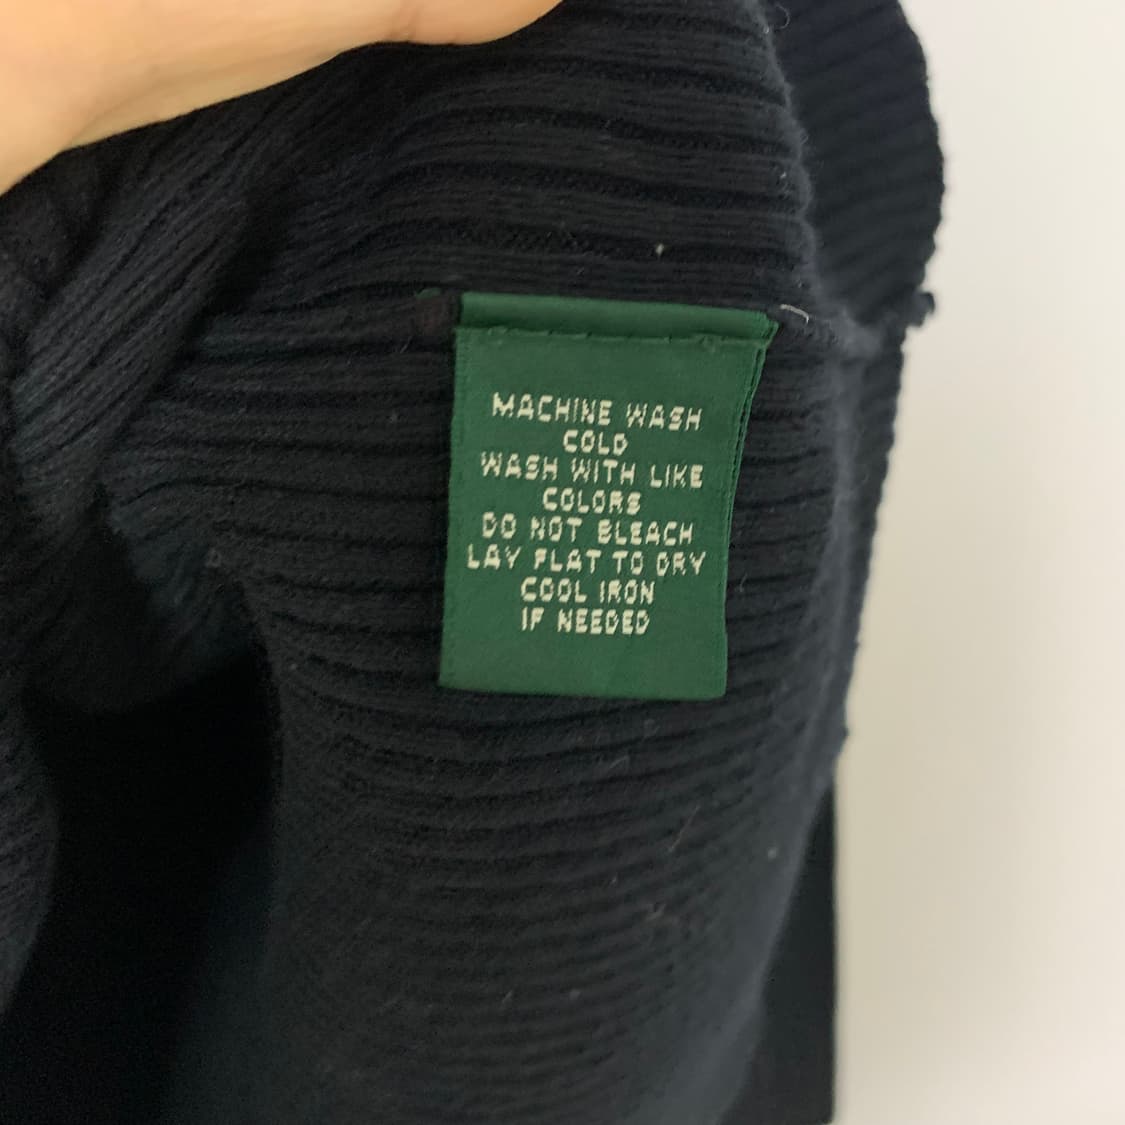 MACHINE WASH
COLD
WASH WITH LIKE
COLORS
DO NOT BLEACH
LAY FLAT TO DRY
COOL IRON
IF NEEDED